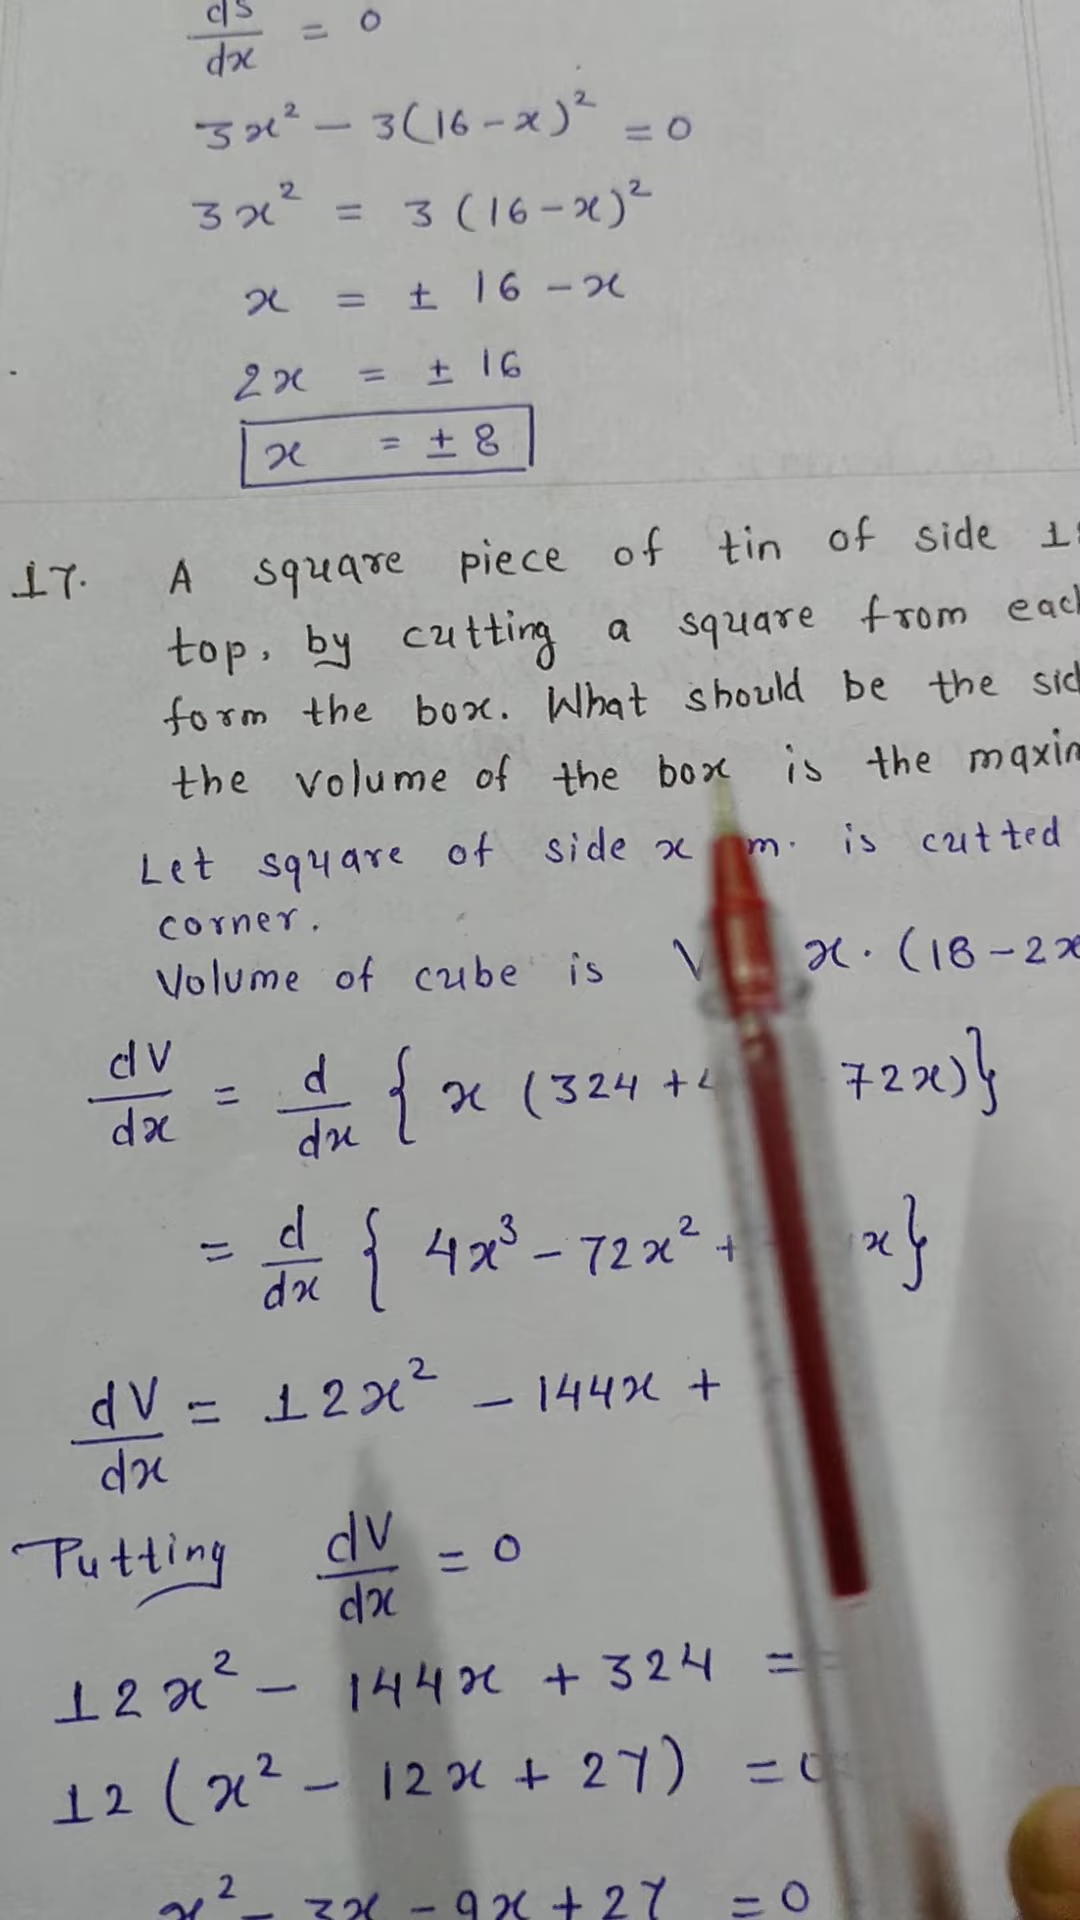 dS/dx = 0
3x² - 3(16-x)² = 0
3x² = 3(16-x)²
x = ± 16 - x
2x = ± 16
x = ± 8
17. A square piece of tin of side
top, by cutting a square from each
form the box. What should be the
the volume of the box is the
Let square of side x m. is cutted
corner.
Volume of cube is V x. (18-2x
dV/dx = d/dx { x (324 + 72x)}
= d/dx { 4x³ - 72x² + x}
dV/dx = 12x² - 144x +
Putting dV/dx = 0
12x² - 144x + 324 =
12 (x² - 12x + 27) = 0
x² - 3x - 9x + 27 = 0